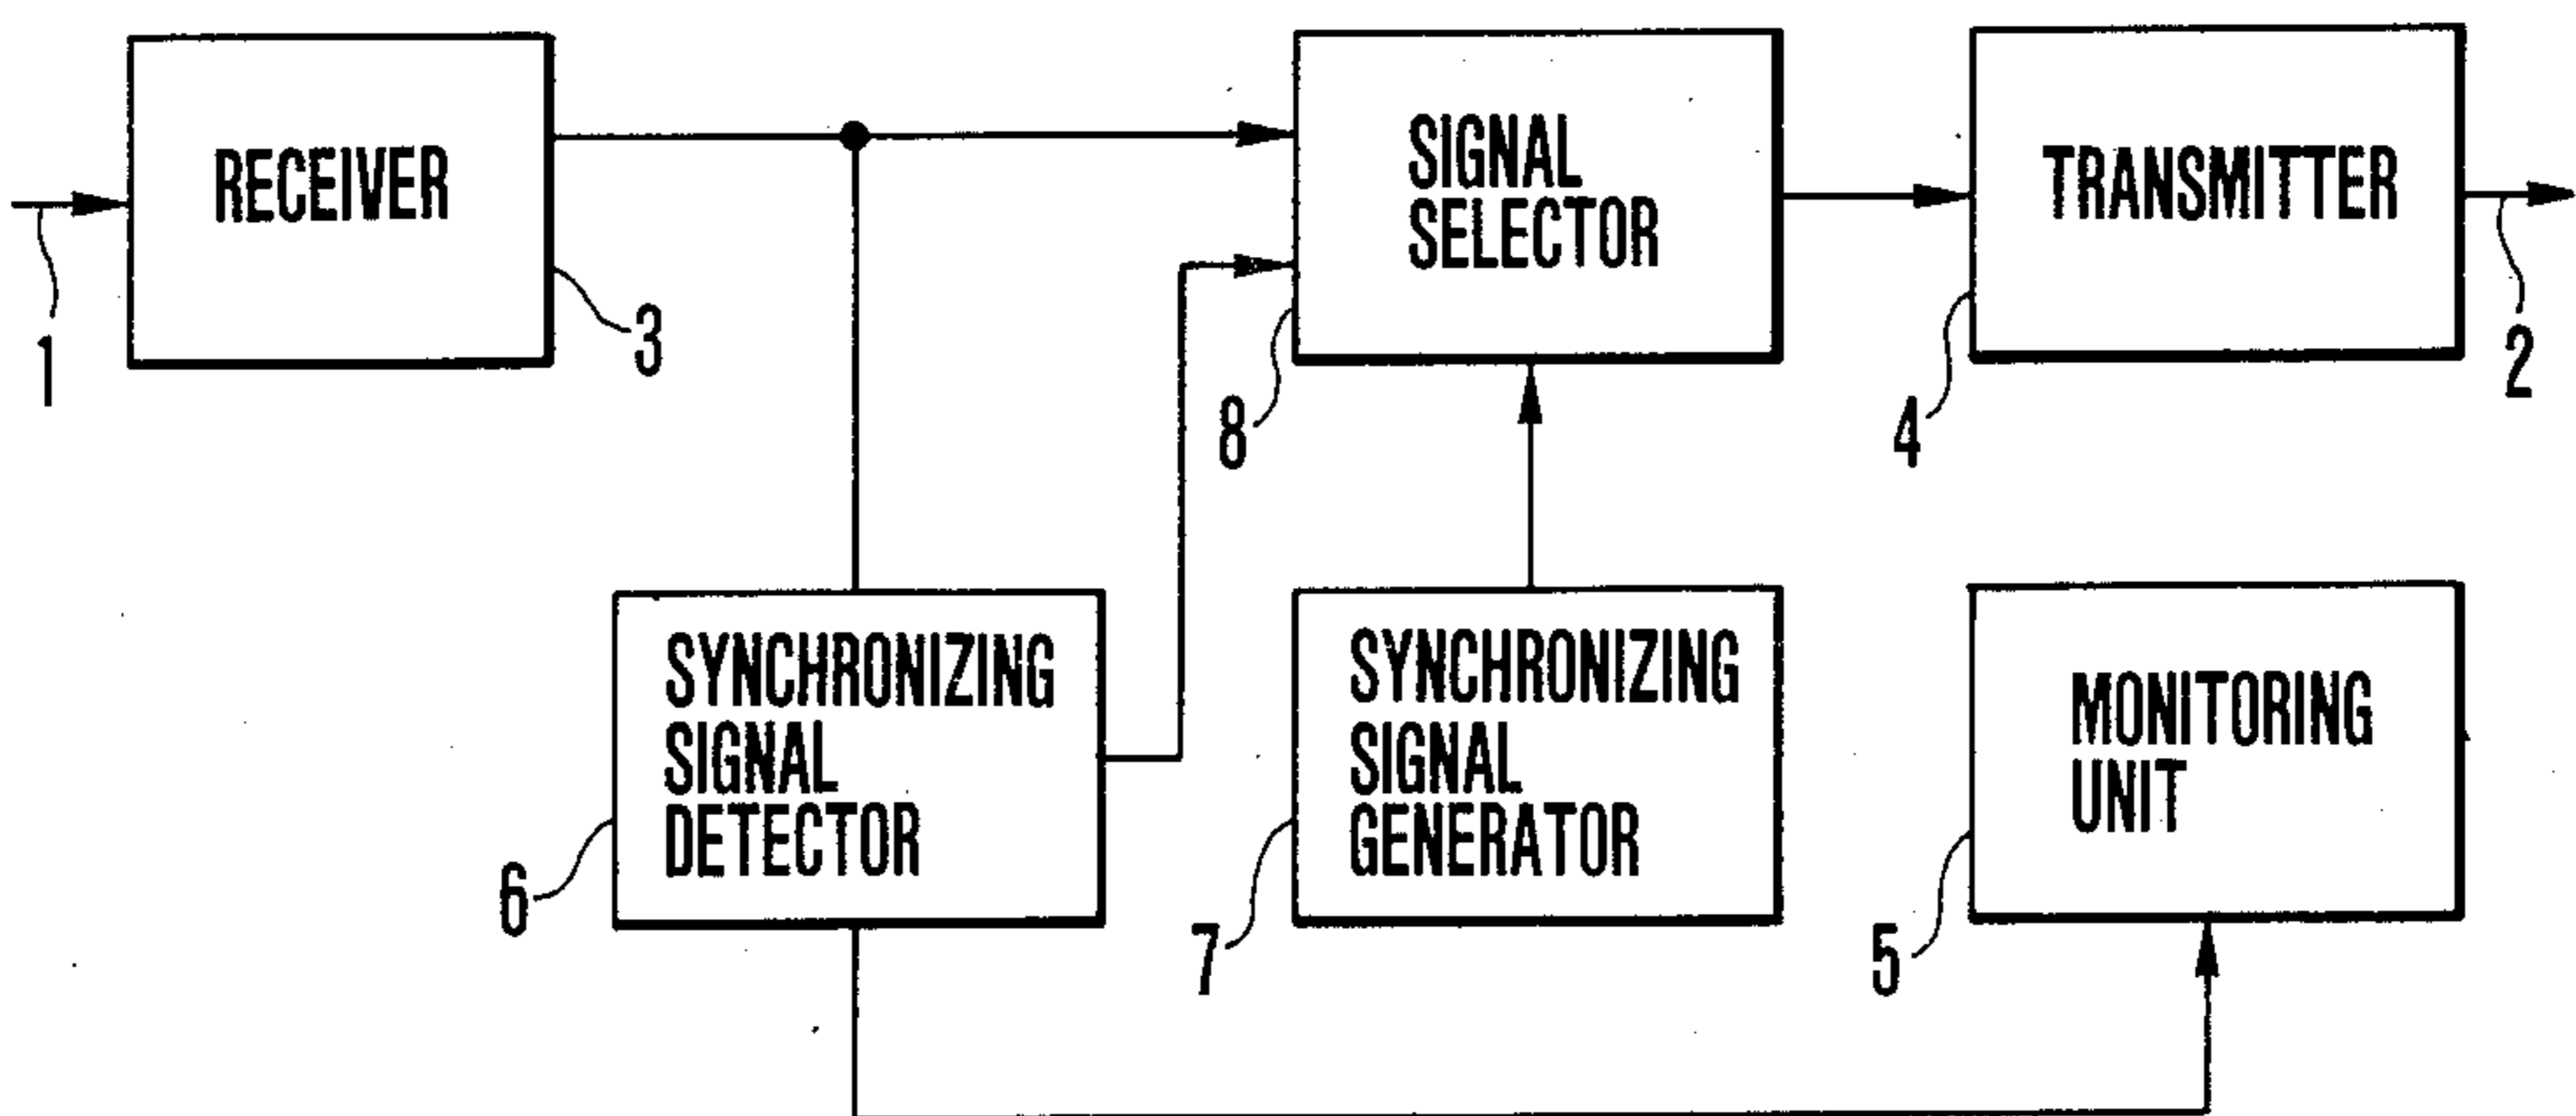 RECEIVER
SIGNAL
SELECTOR
TRANSMITTER
1
3
8
4
2
SYNCHRONIZING
SIGNAL
DETECTOR
SYNCHRONIZING
SIGNAL
GENERATOR
MONITORING
UNIT
6
7
5